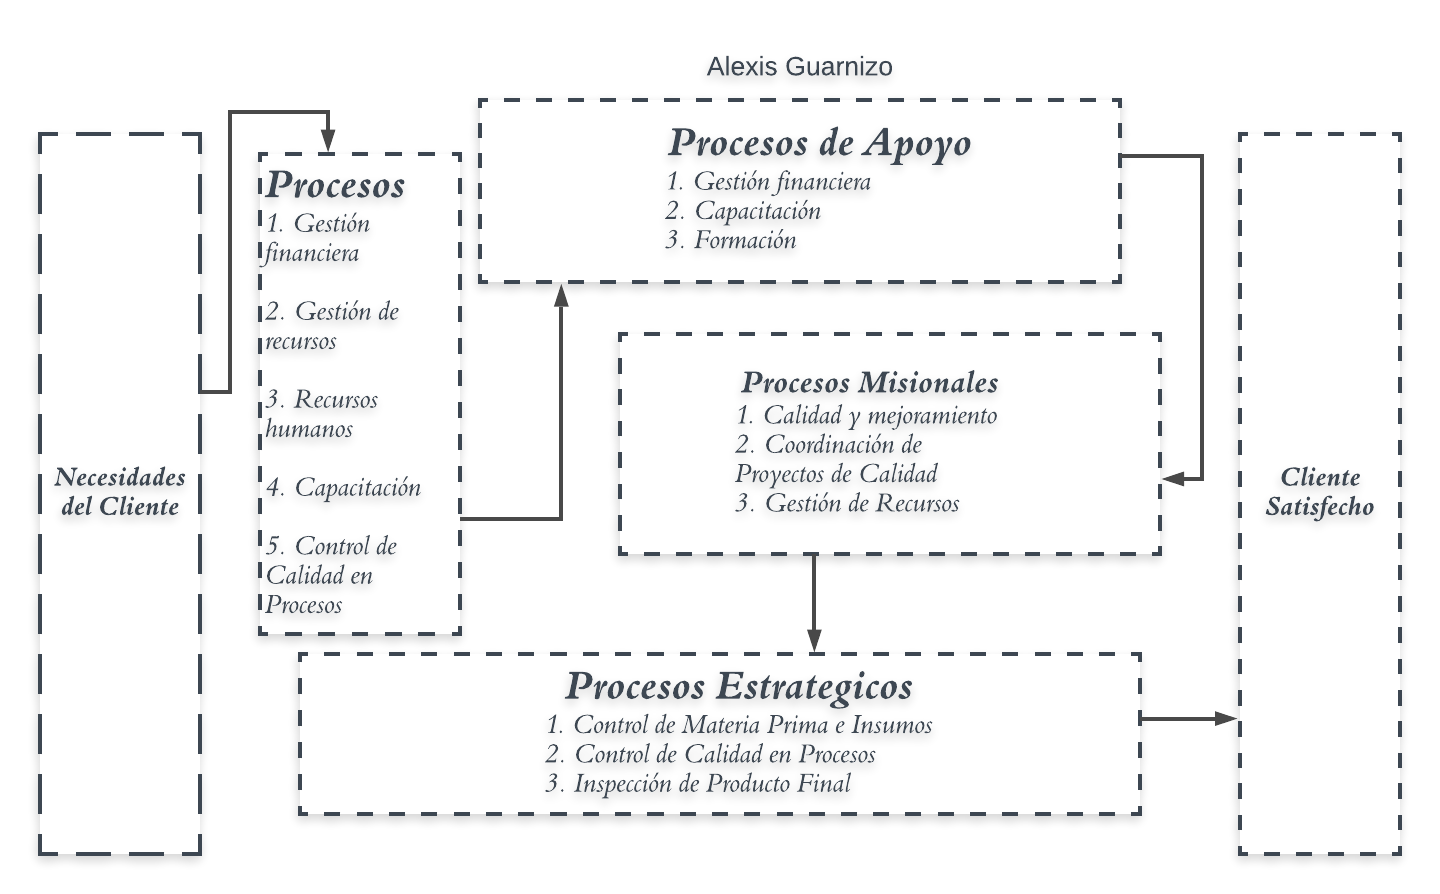 Alexis Guarnizo
Necesidades
del Cliente
Procesos
1. Gestión
financiera
2. Gestión de
recursos
3. Recursos
humanos
4. Capacitación
5. Control de
Calidad en
Procesos
Procesos de Apoyo
1. Gestión financiera
2. Capacitación
3. Formación
Procesos Misionales
1. Calidad y mejoramiento
2. Coordinación de
Proyectos de Calidad
3. Gestión de Recursos
Procesos Estrategicos
1. Control de Materia Prima e Insumos
2. Control de Calidad en Procesos
3. Inspección de Producto Final
Cliente
Satisfecho